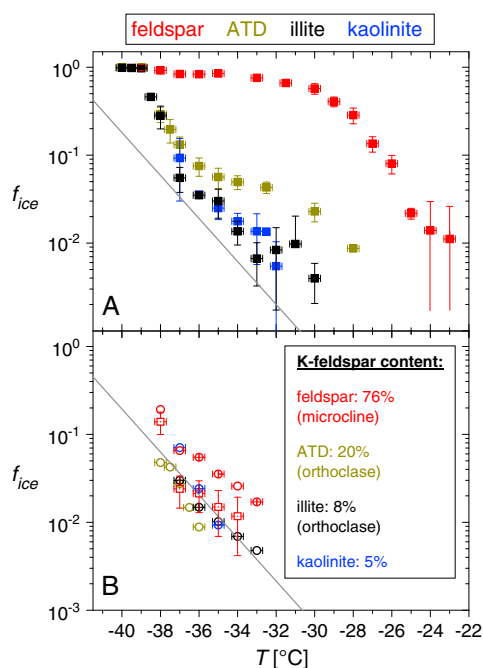 feldspar ATD illite kaolinite
10⁰
10⁻¹
f_ice
10⁻²
A
10⁰
K-feldspar content:
feldspar: 76%
(microcline)
10⁻¹
ATD: 20%
(orthoclase)
f_ice
illite: 8%
10⁻²
(orthoclase)
kaolinite: 5%
B
10⁻³
-40 -38 -36 -34 -32 -30 -28 -26 -24 -22
T [°C]